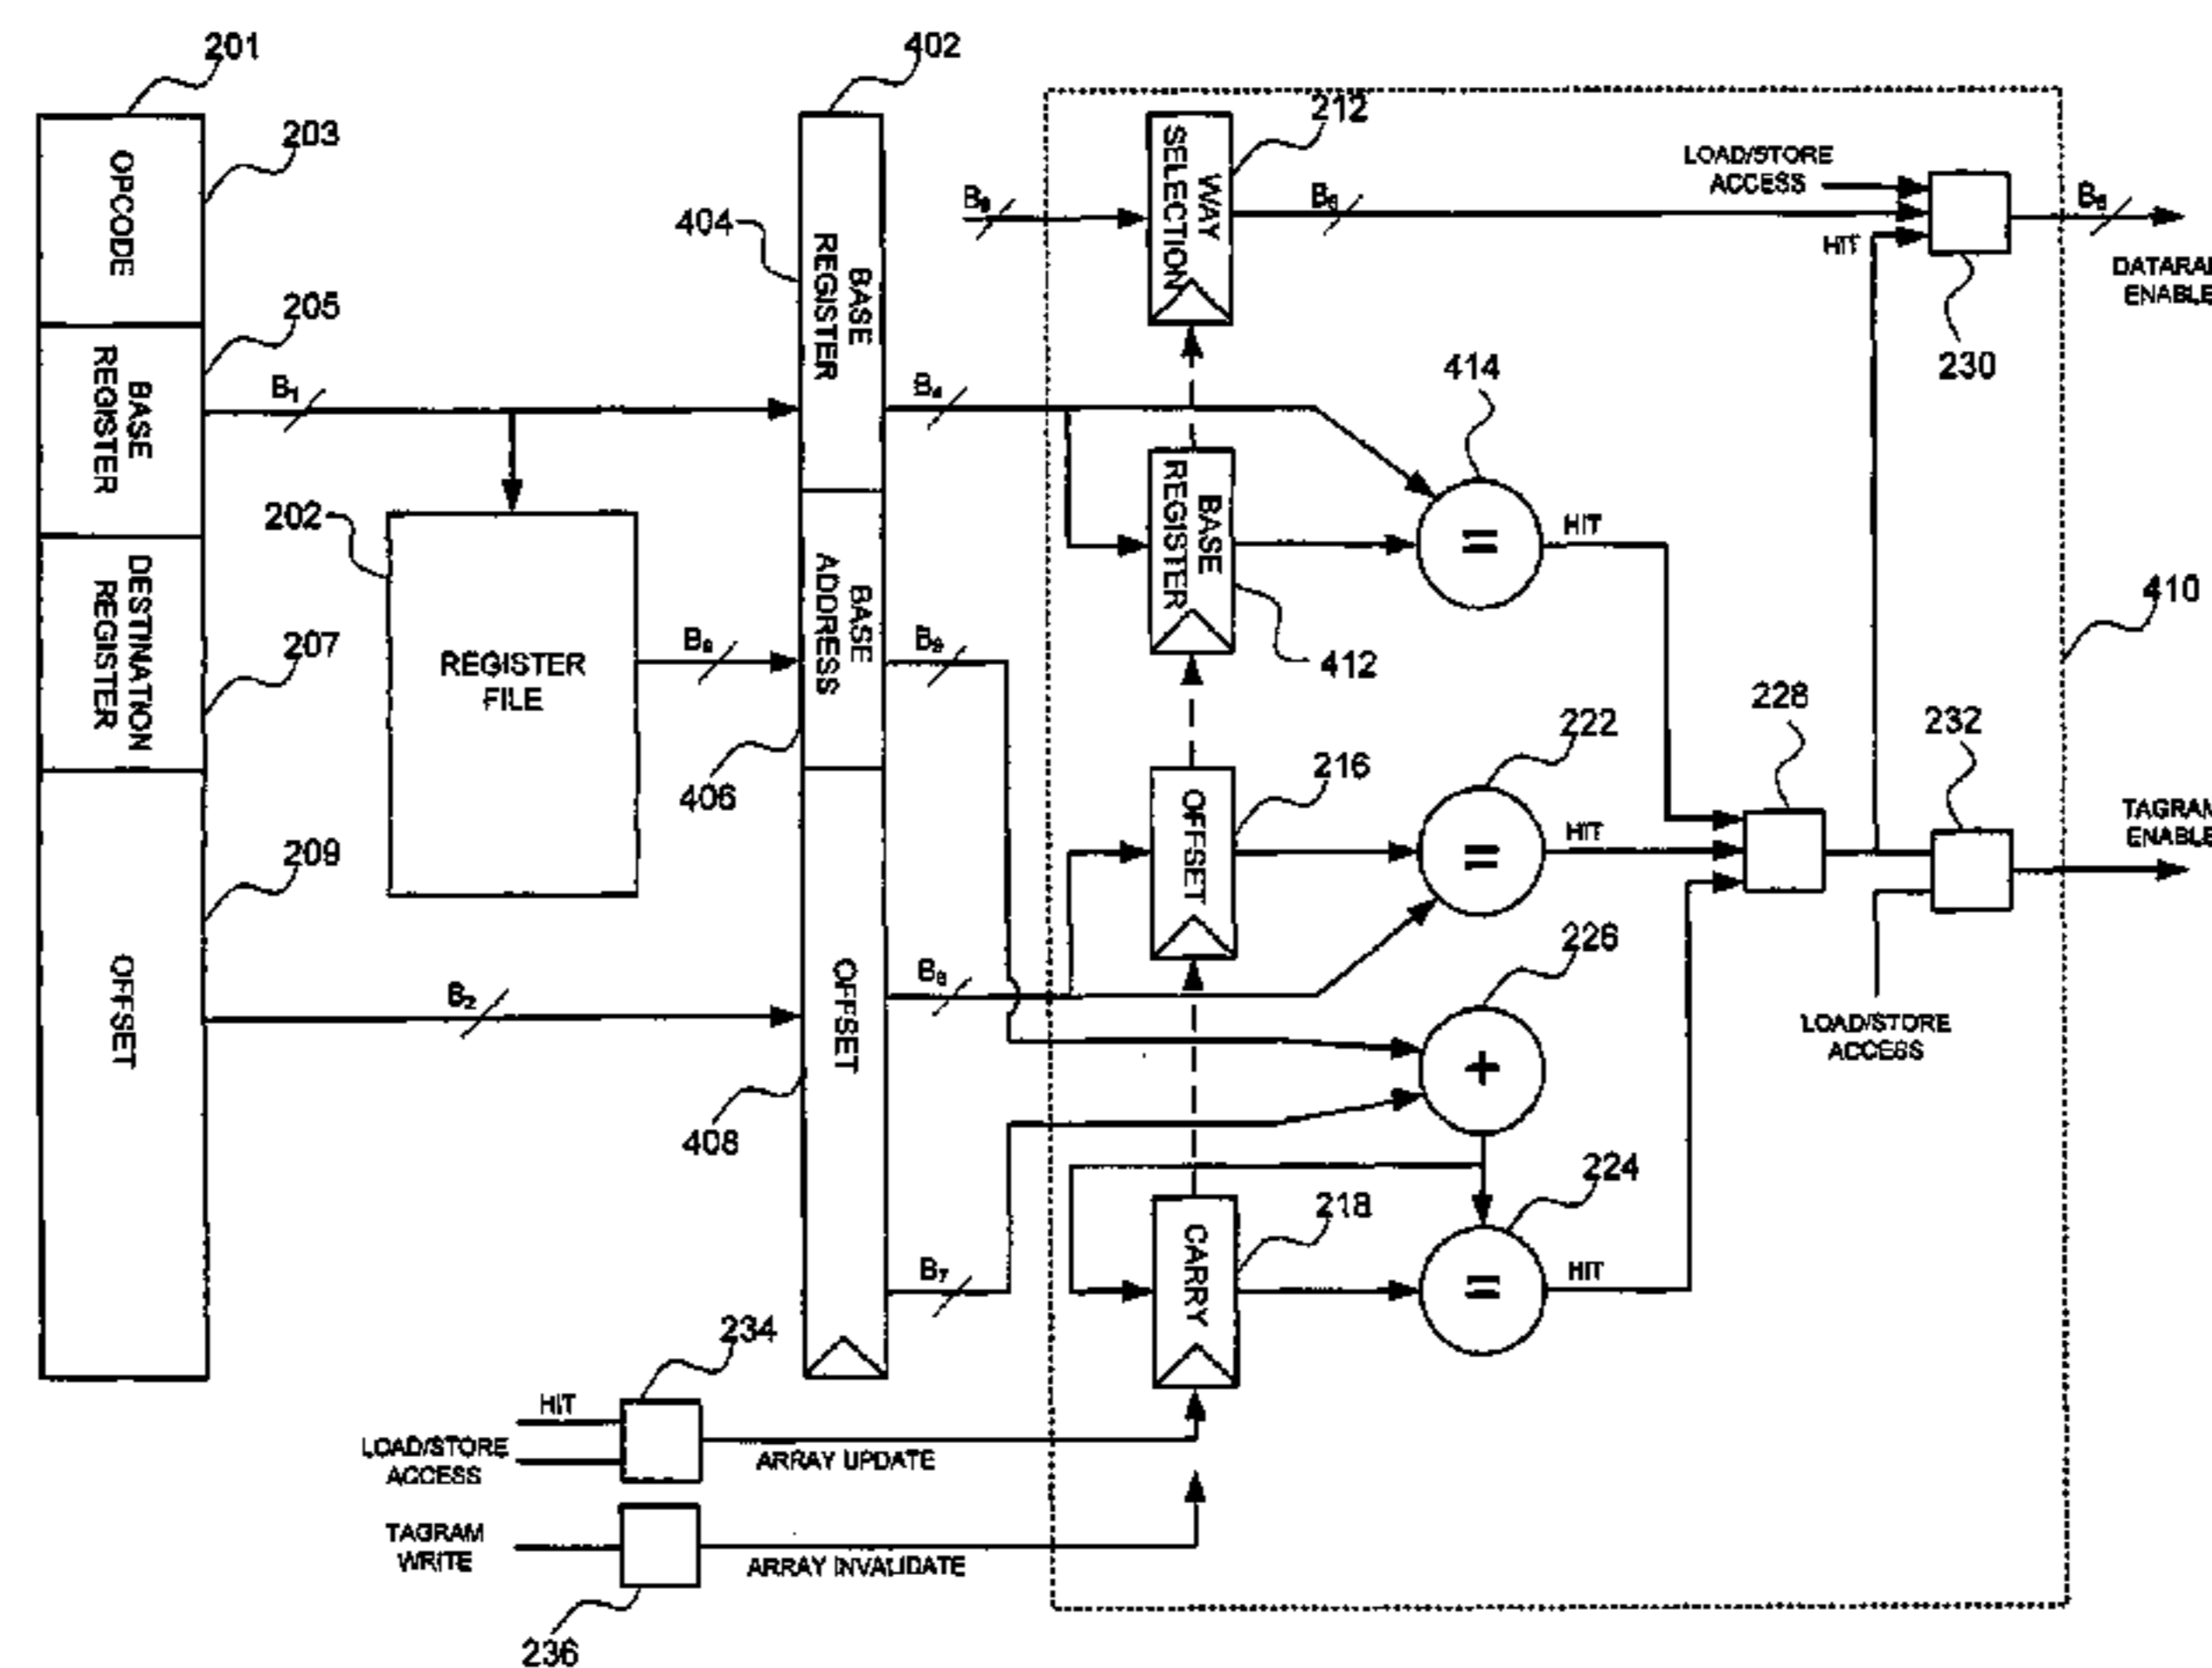 201
402
203
212
OPCODE
WAY
SELECTION
LOAD/STORE
ACCESS
B5
B5
HIT
404
BASE
REGISTER
DATARAM
ENABLE
230
205
BASE
REGISTER
B1
B4
414
202
REGISTER
FILE
BASE
REGISTER
HIT
412
410
DESTINATION
REGISTER
207
BASE
ADDRESS
406
228
222
232
216
OFFSET
HIT
TAGRAM
ENABLE
209
OFFSET
B2
OFFSET
408
226
+
LOAD/STORE
ACCESS
224
218
CARRY
B7
HIT
234
HIT
LOAD/STORE
ACCESS
ARRAY UPDATE
TAGRAM
WRITE
ARRAY INVALIDATE
236